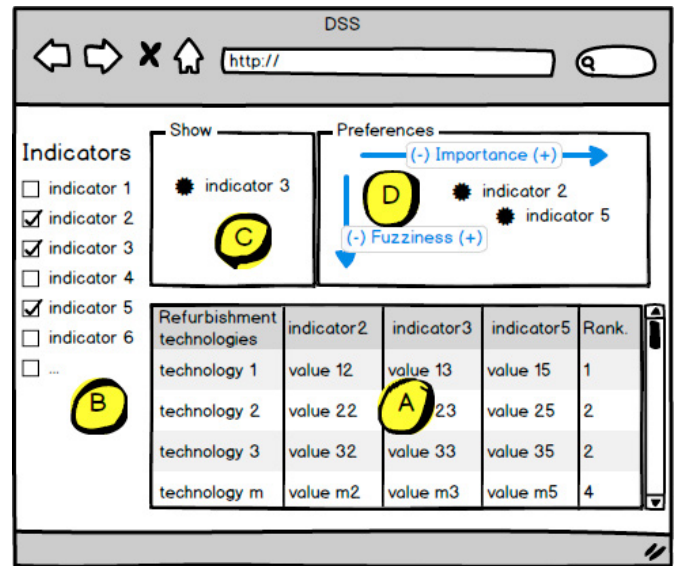 DSS
http://
Indicators
indicator 1
indicator 2
indicator 3
indicator 4
indicator 5
indicator 6
...
B
Show
indicator 3
C
Preferences
(-) Importance (+)
D
indicator 2
indicator 5
(-) Fuzziness (+)
Refurbishment technologies indicator2 indicator3 indicator5 Rank.
technology 1 value 12 value 13 value 15 1
technology 2 value 22 A 23 value 25 2
technology 3 value 32 value 33 value 35 2
technology m value m2 value m3 value m5 4